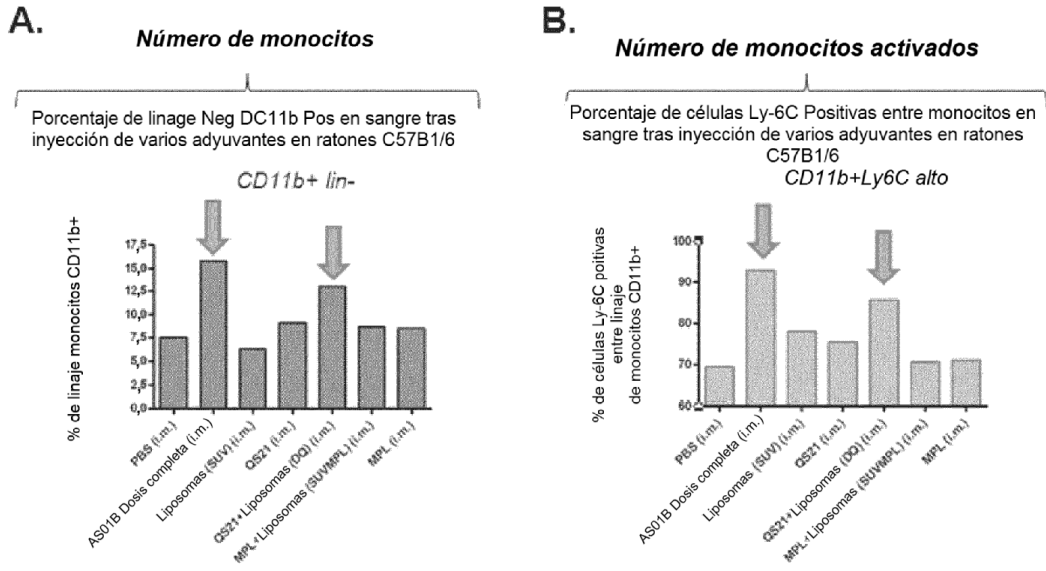 A.
Número de monocitos
Porcentaje de linage Neg DC11b Pos en sangre tras
inyección de varios adyuvantes en ratones C57B1/6
CD11b+ lin-
% de linaje monocitos CD11b+
17,5
15,0
12,5
10,0
7,5
5,0
2,5
0,0
PBS (i.m.)
AS01B Dosis completa (i.m.)
Liposomas (SUV) (i.m.)
QS21 (i.m.)
QS21+Liposomas (DQ) (i.m.)
MPL+Liposomas (SUVMPL) (i.m.)
MPL (i.m.)
B.
Número de monocitos activados
Porcentaje de células Ly-6C Positivas entre monocitos en
sangre tras inyección de varios adyuvantes en ratones
C57B1/6
CD11b+Ly6C alto
% de células Ly-6C poitivas
entre linaje
de monocitos CD11b+
100
90
80
70
60
PBS (i.m.)
AS01B Dosis completa (i.m.)
Liposomas (SUV) (i.m.)
QS21 (i.m.)
QS21+Liposomas (DQ) (i.m.)
MPL+Liposomas (SUVMPL) (i.m.)
MPL (i.m.)